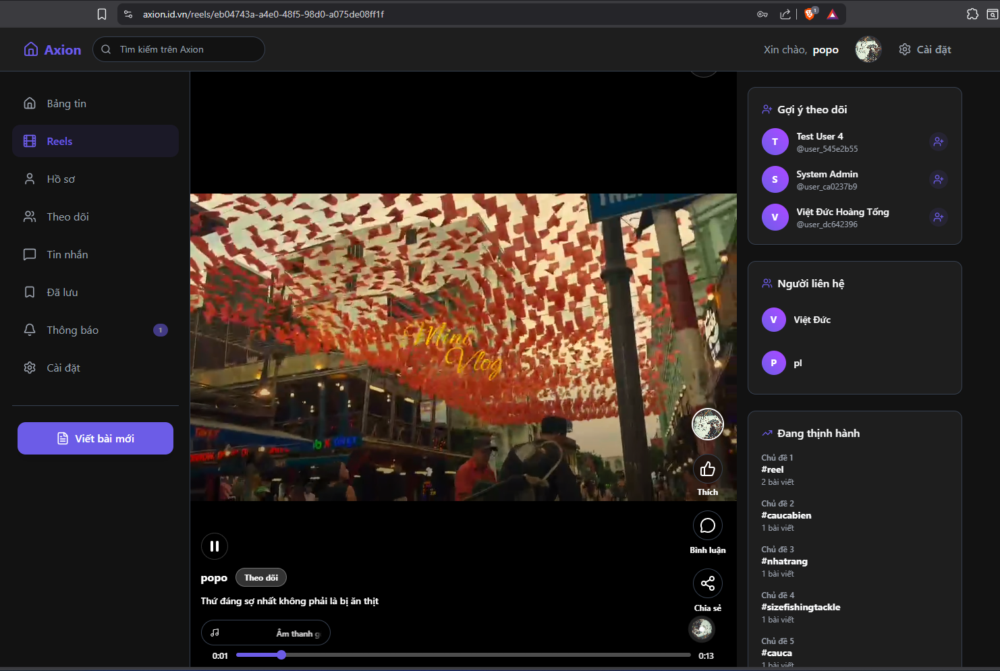 axion.id.vn/reels/eb04743a-a4e0-48f5-98d0-a075de08ff1f
1
Axion
Tìm kiếm trên Axion
Xin chào, popo
Cài đặt
Bảng tin
Reels
Hồ sơ
Theo dõi
Tin nhắn
Đã lưu
Thông báo
1
Cài đặt
Viết bài mới
Mini
Vlog
Thích
Bình luận
Chia sẻ
popo
Theo dõi
Thứ đáng sợ nhất không phải là bị ăn thịt
Âm thanh g
0:01
0:13
Gợi ý theo dõi
T
Test User 4
@user_545e2b55
S
System Admin
@user_ca0237b9
V
Việt Đức Hoàng Tống
@user_dc642396
Người liên hệ
V
Việt Đức
P
pl
Đang thịnh hành
Chủ đề 1
#reel
2 bài viết
Chủ đề 2
#caucabien
1 bài viết
Chủ đề 3
#nhatrang
1 bài viết
Chủ đề 4
#sizefishingtackle
1 bài viết
Chủ đề 5
#cauca
1 bài viết